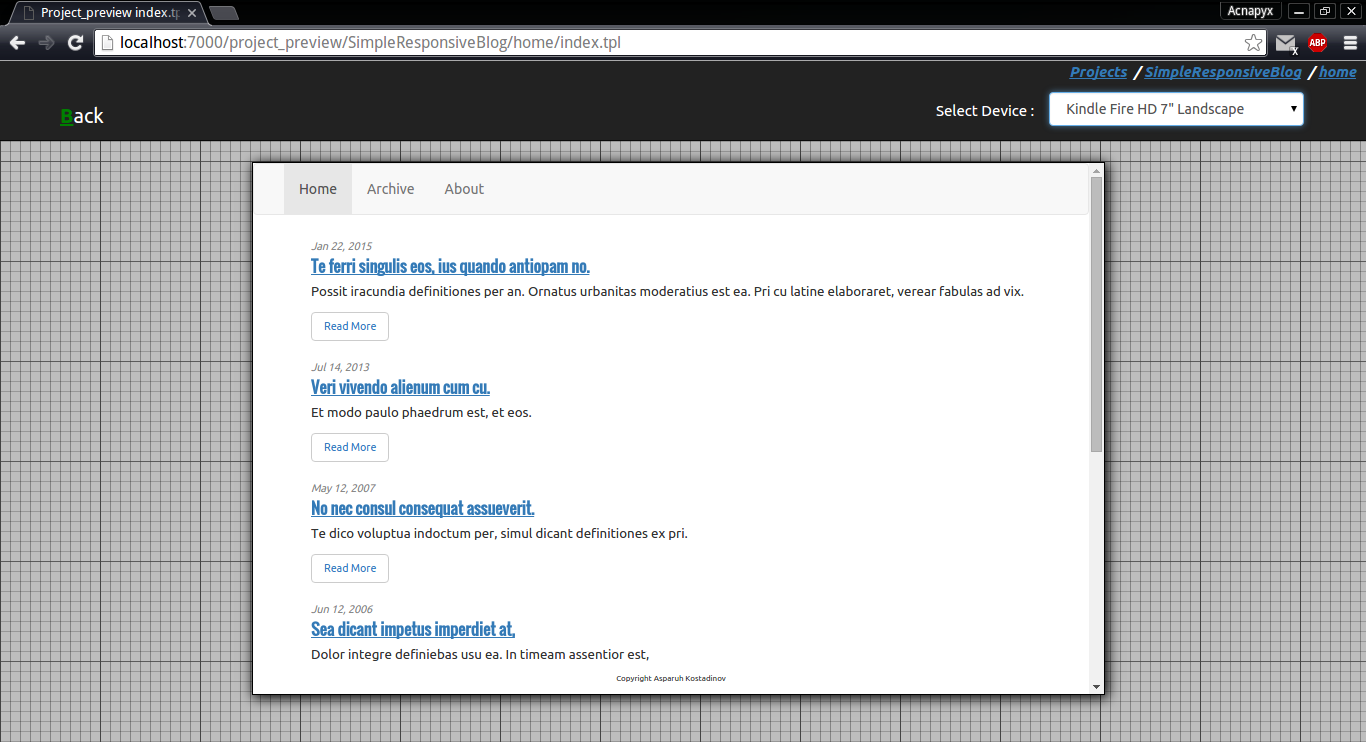 Project_preview index.tp
Acnapyx
localhost:7000/project_preview/SimpleResponsiveBlog/home/index.tpl
ABP
x
Projects / SimpleResponsiveBlog / home
Back
Select Device :
Kindle Fire HD 7" Landscape
Home Archive About
Jan 22, 2015
Te ferri singulis eos, ius quando antiopam no.
Possit iracundia definitiones per an. Ornatus urbanitas moderatius est ea. Pri cu latine elaboraret, verear fabulas ad vix.
Read More
Jul 14, 2013
Veri vivendo alienum cum cu.
Et modo paulo phaedrum est, et eos.
Read More
May 12, 2007
No nec consul consequat assueverit.
Te dico voluptua indoctum per, simul dicant definitiones ex pri.
Read More
Jun 12, 2006
Sea dicant impetus imperdiet at,
Dolor integre definiebas usu ea. In timeam assentior est,
Copyright Asparuh Kostadinov